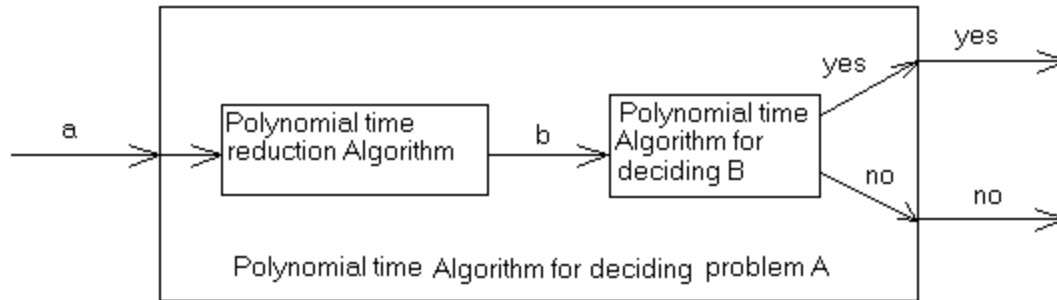 yes
yes
a
Polynomial time
reduction Algorithm
b
Polynomial time
Algorithm for
deciding B
no
no
Polynomial time Algorithm for deciding problem A